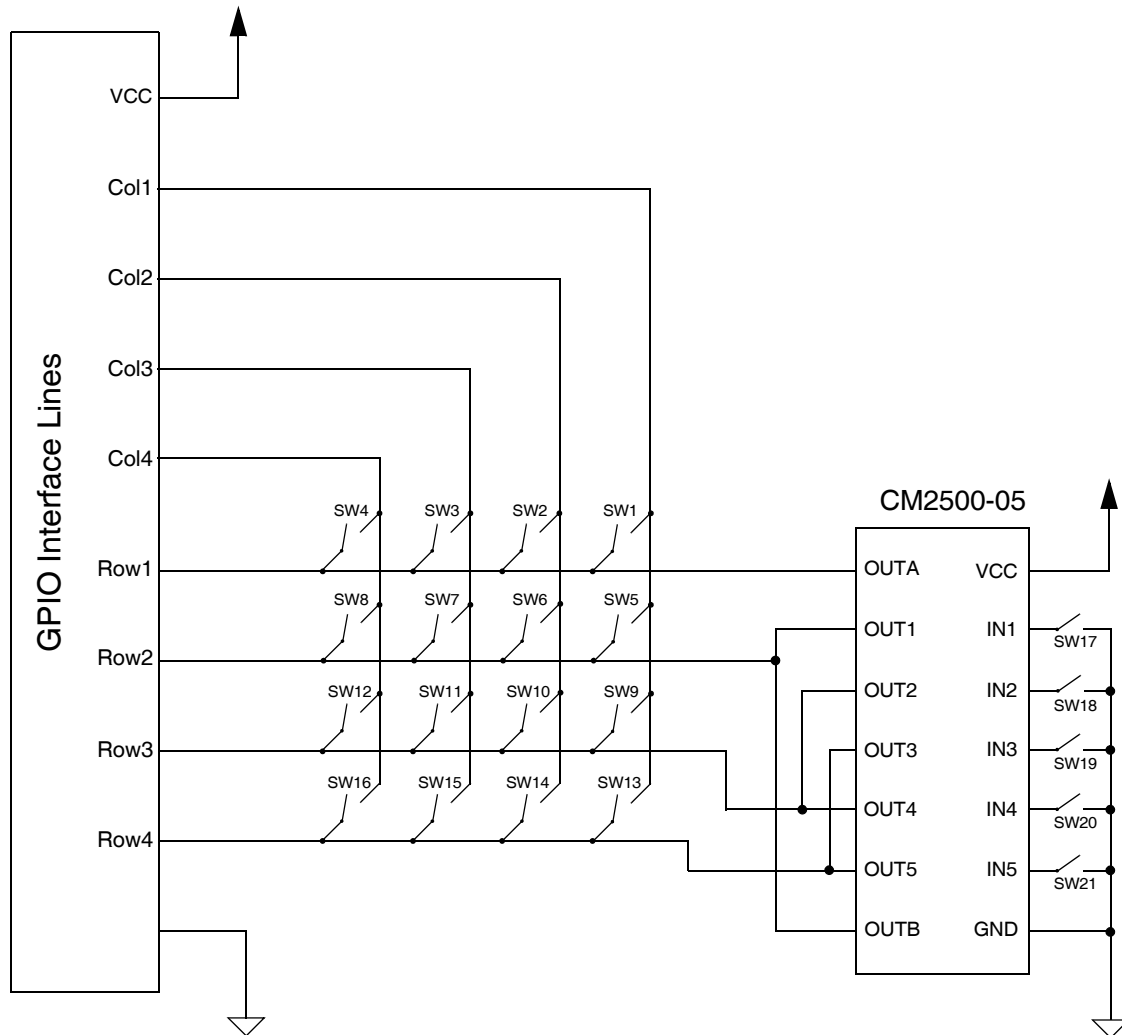 GPIO Interface Lines
VCC
Col1
Col2
Col3
Col4
SW4 SW3 SW2 SW1
Row1
SW8 SW7 SW6 SW5
Row2
SW12 SW11 SW10 SW9
Row3
SW16 SW15 SW14 SW13
Row4
CM2500-05
OUTA VCC
OUT1 IN1
SW17
OUT2 IN2
SW18
OUT3 IN3
SW19
OUT4 IN4
SW20
OUT5 IN5
SW21
OUTB GND